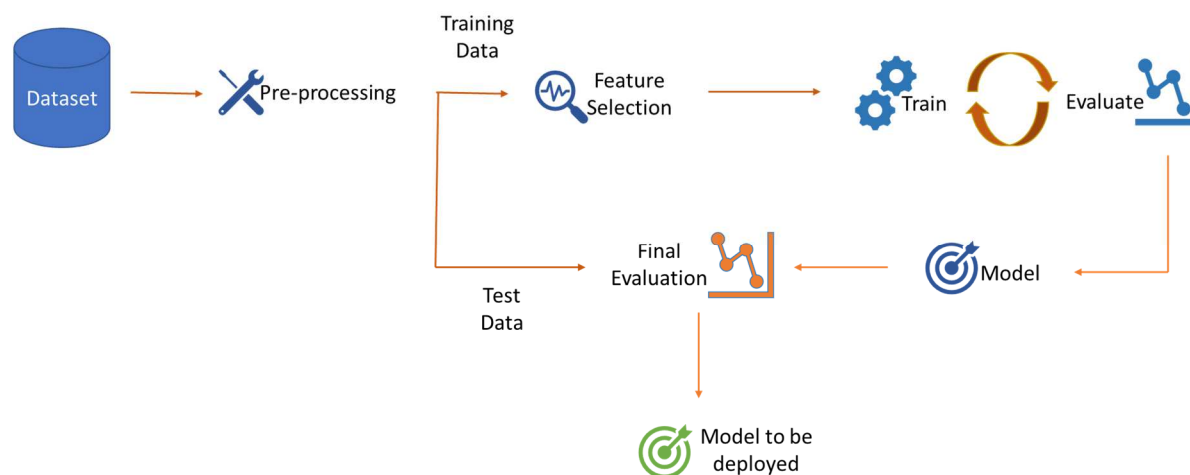 Training
Data
Dataset
Pre-processing
Feature
Selection
Train
Evaluate
Final
Evaluation
Model
Test
Data
Model to be
deployed